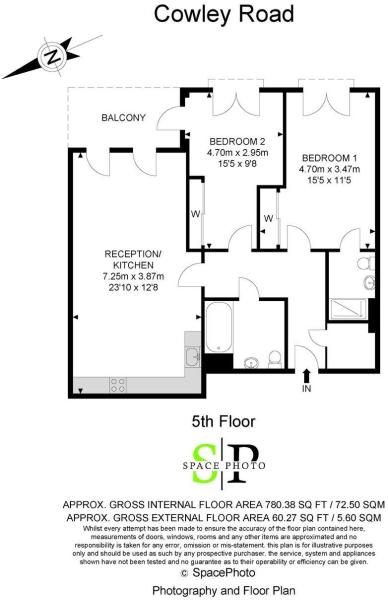 Cowley Road
N
BALCONY
BEDROOM 2
4.70m x 2.95m
15'5 x 9'8
BEDROOM 1
4.70m x 3.47m
15'5 x 11'5
W
W
RECEPTION/
KITCHEN
7.25m x 3.87m
23'10 x 12'8
IN
5th Floor
S|P
SPACE PHOTO
APPROX. GROSS INTERNAL FLOOR AREA 780.38 SQ FT / 72.50 SQM
APPROX. GROSS EXTERNAL FLOOR AREA 60.27 SQ FT / 5.60 SQM
Whilst every attempt has been made to ensure the accuracy of the floor plan contained here,
measurements of doors, windows, rooms and any other items are approximated and no
responsibility is taken for any error, omission or mis-statement. this plan is for illustrative purposes
only and should be used as such by any prospective purchaser. the service, system and appliances
shown have not been tested and no guarantee as to their operability or efficiency can be given.
© SpacePhoto
Photography and Floor Plan